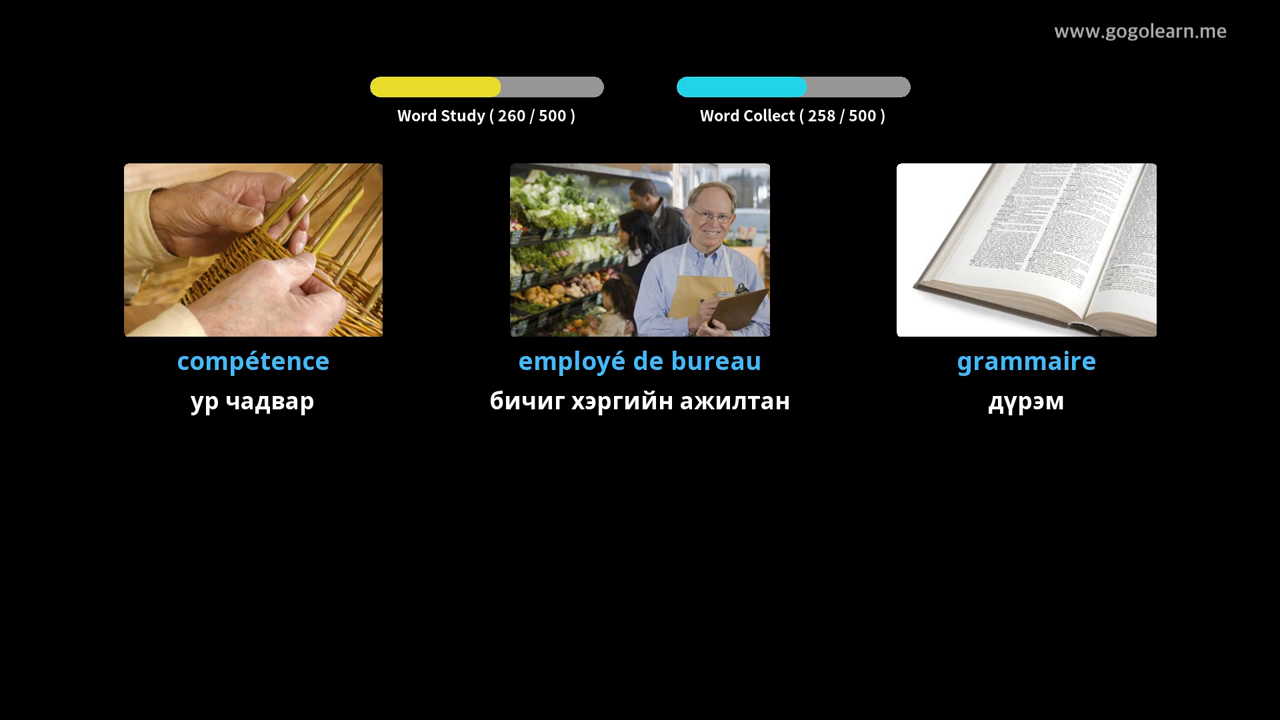 www.gogolearn.me
Word Study ( 260 / 500 )
Word Collect ( 258 / 500 )
compétence
employé de bureau
grammaire
ур чадвар
бичиг хэргийн ажилтан
дүрэм